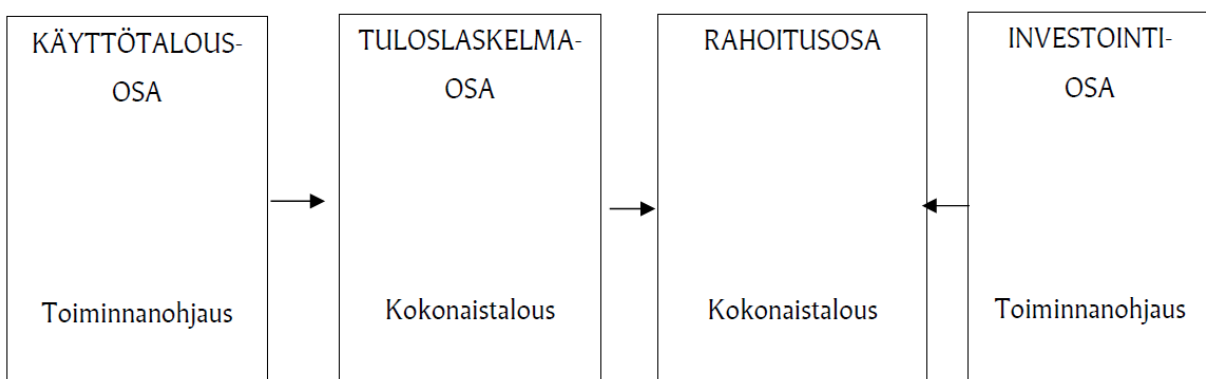 KÄYTTÖTALOUS-
OSA
Toiminnanohjaus
TULOSLASKELMA-
OSA
Kokonaistalous
RAHOITUSOSA
Kokonaistalous
INVESTOINTI-
OSA
Toiminnanohjaus